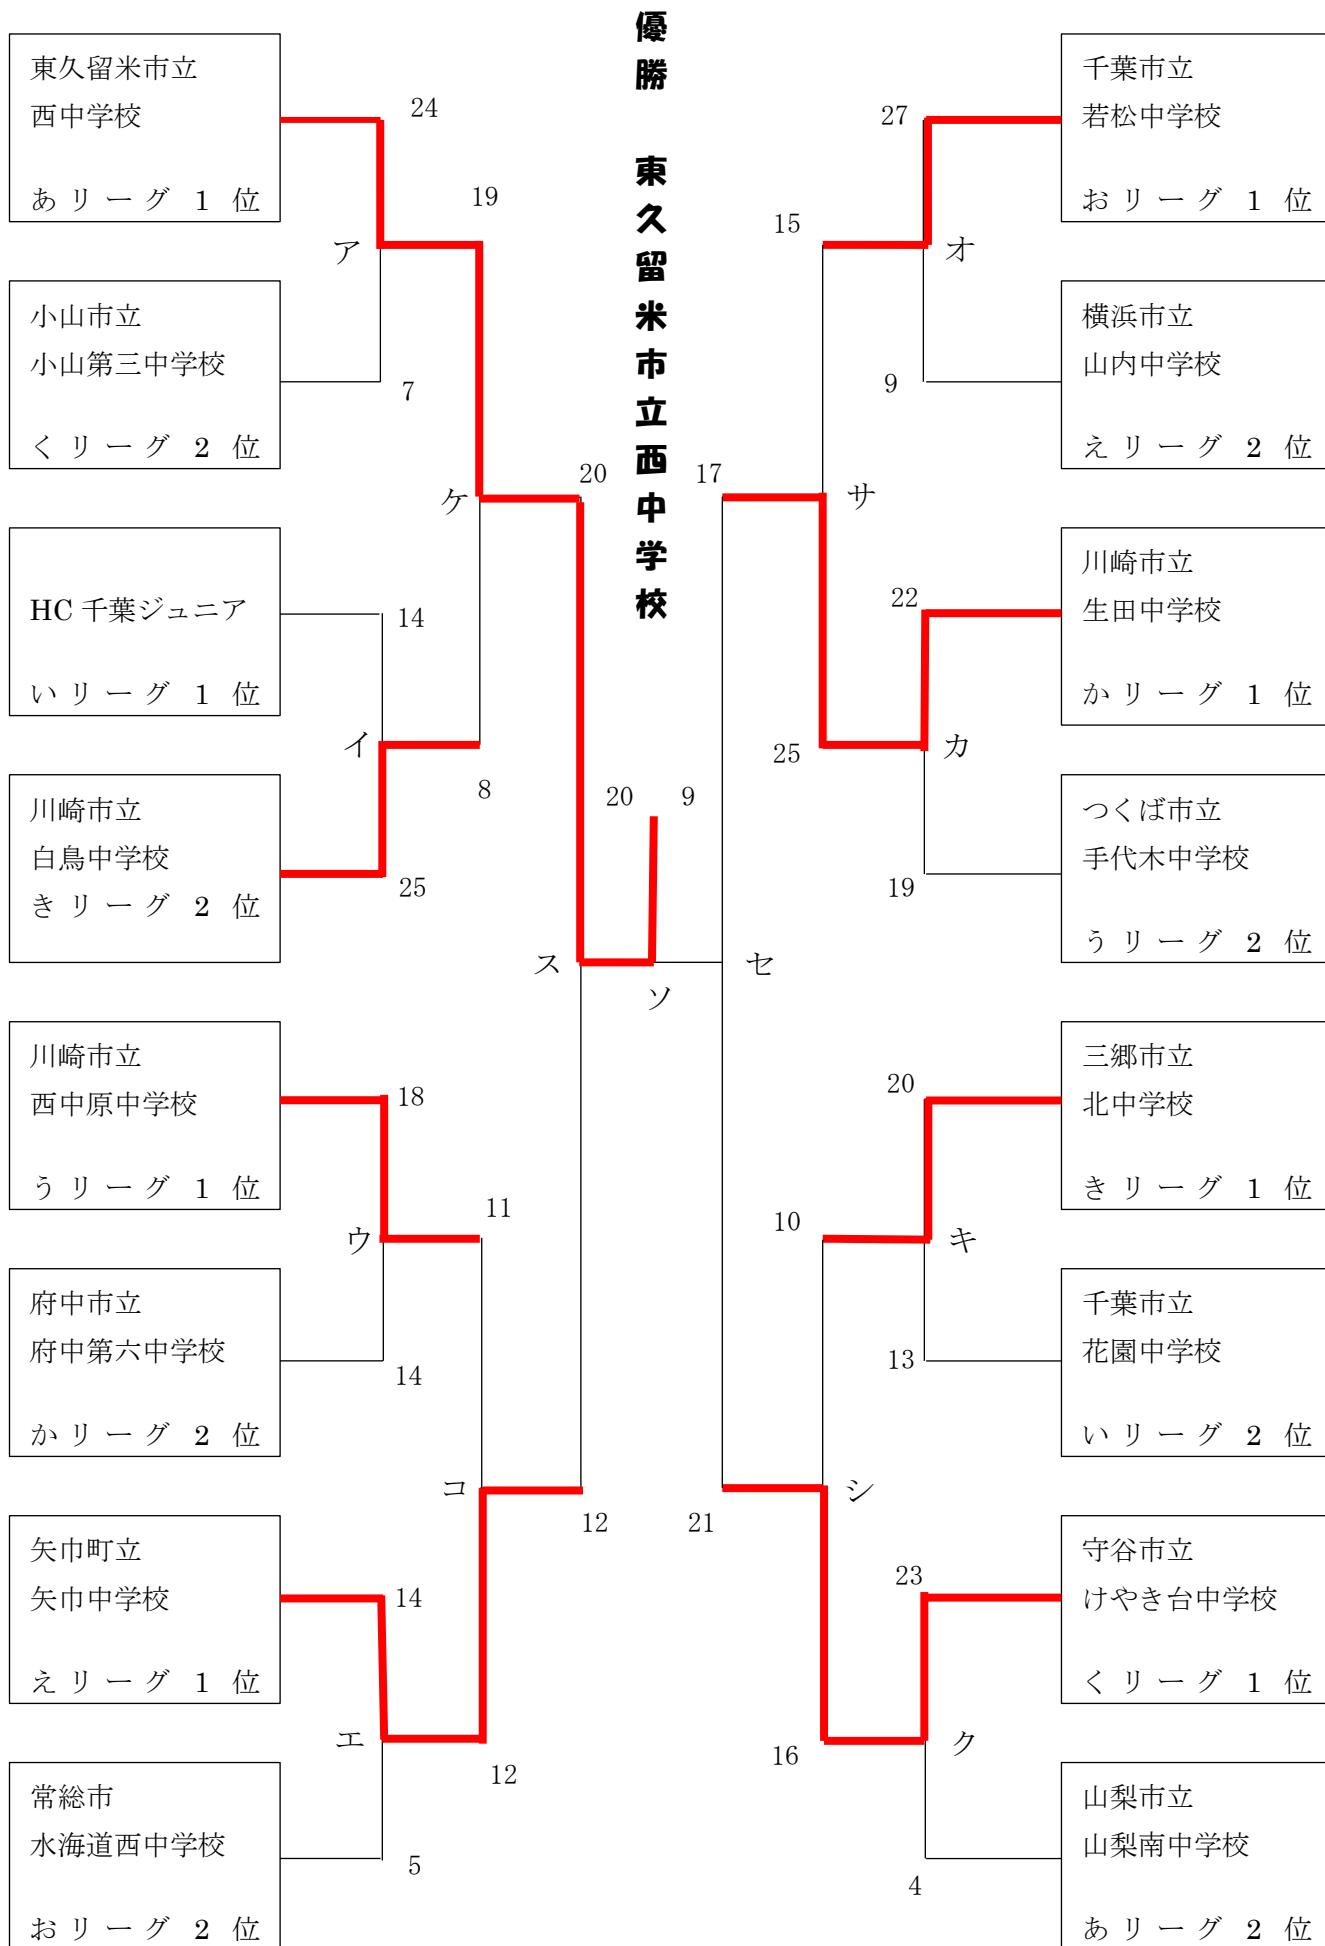 優勝　東久留米市立西中学校
東久留米市立
西中学校
あリーグ 1 位
24
19
ア
小山市立
小山第三中学校
くリーグ 2 位
7
ケ
20
HC 千葉ジュニア
いリーグ 1 位
14
イ
8
川崎市立
白鳥中学校
きリーグ 2 位
25
20
9
ス
ソ
セ
川崎市立
西中原中学校
うリーグ 1 位
18
11
ウ
府中市立
府中第六中学校
かリーグ 2 位
14
コ
12
矢巾町立
矢巾中学校
えリーグ 1 位
14
エ
12
常総市
水海道西中学校
おリーグ 2 位
5
千葉市立
若松中学校
おリーグ 1 位
27
15
オ
横浜市立
山内中学校
えリーグ 2 位
9
17
サ
川崎市立
生田中学校
かリーグ 1 位
22
25
カ
つくば市立
手代木中学校
うリーグ 2 位
19
三郷市立
北中学校
きリーグ 1 位
20
10
キ
千葉市立
花園中学校
いリーグ 2 位
13
シ
21
守谷市立
けやき台中学校
くリーグ 1 位
23
16
ク
山梨市立
山梨南中学校
あリーグ 2 位
4